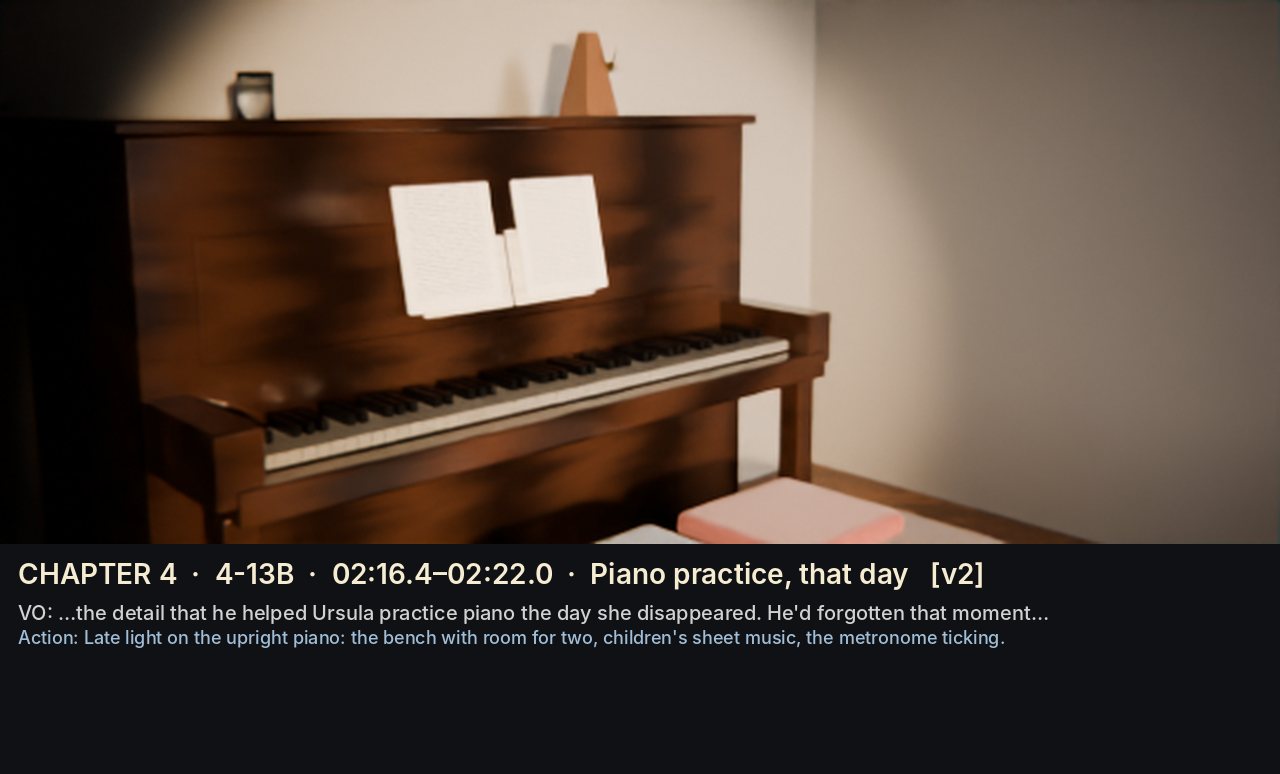 CHAPTER 4 · 4-13B · 02:16.4–02:22.0 · Piano practice, that day [v2]
VO: ...the detail that he helped Ursula practice piano the day she disappeared. He'd forgotten that moment...
Action: Late light on the upright piano: the bench with room for two, children's sheet music, the metronome ticking.